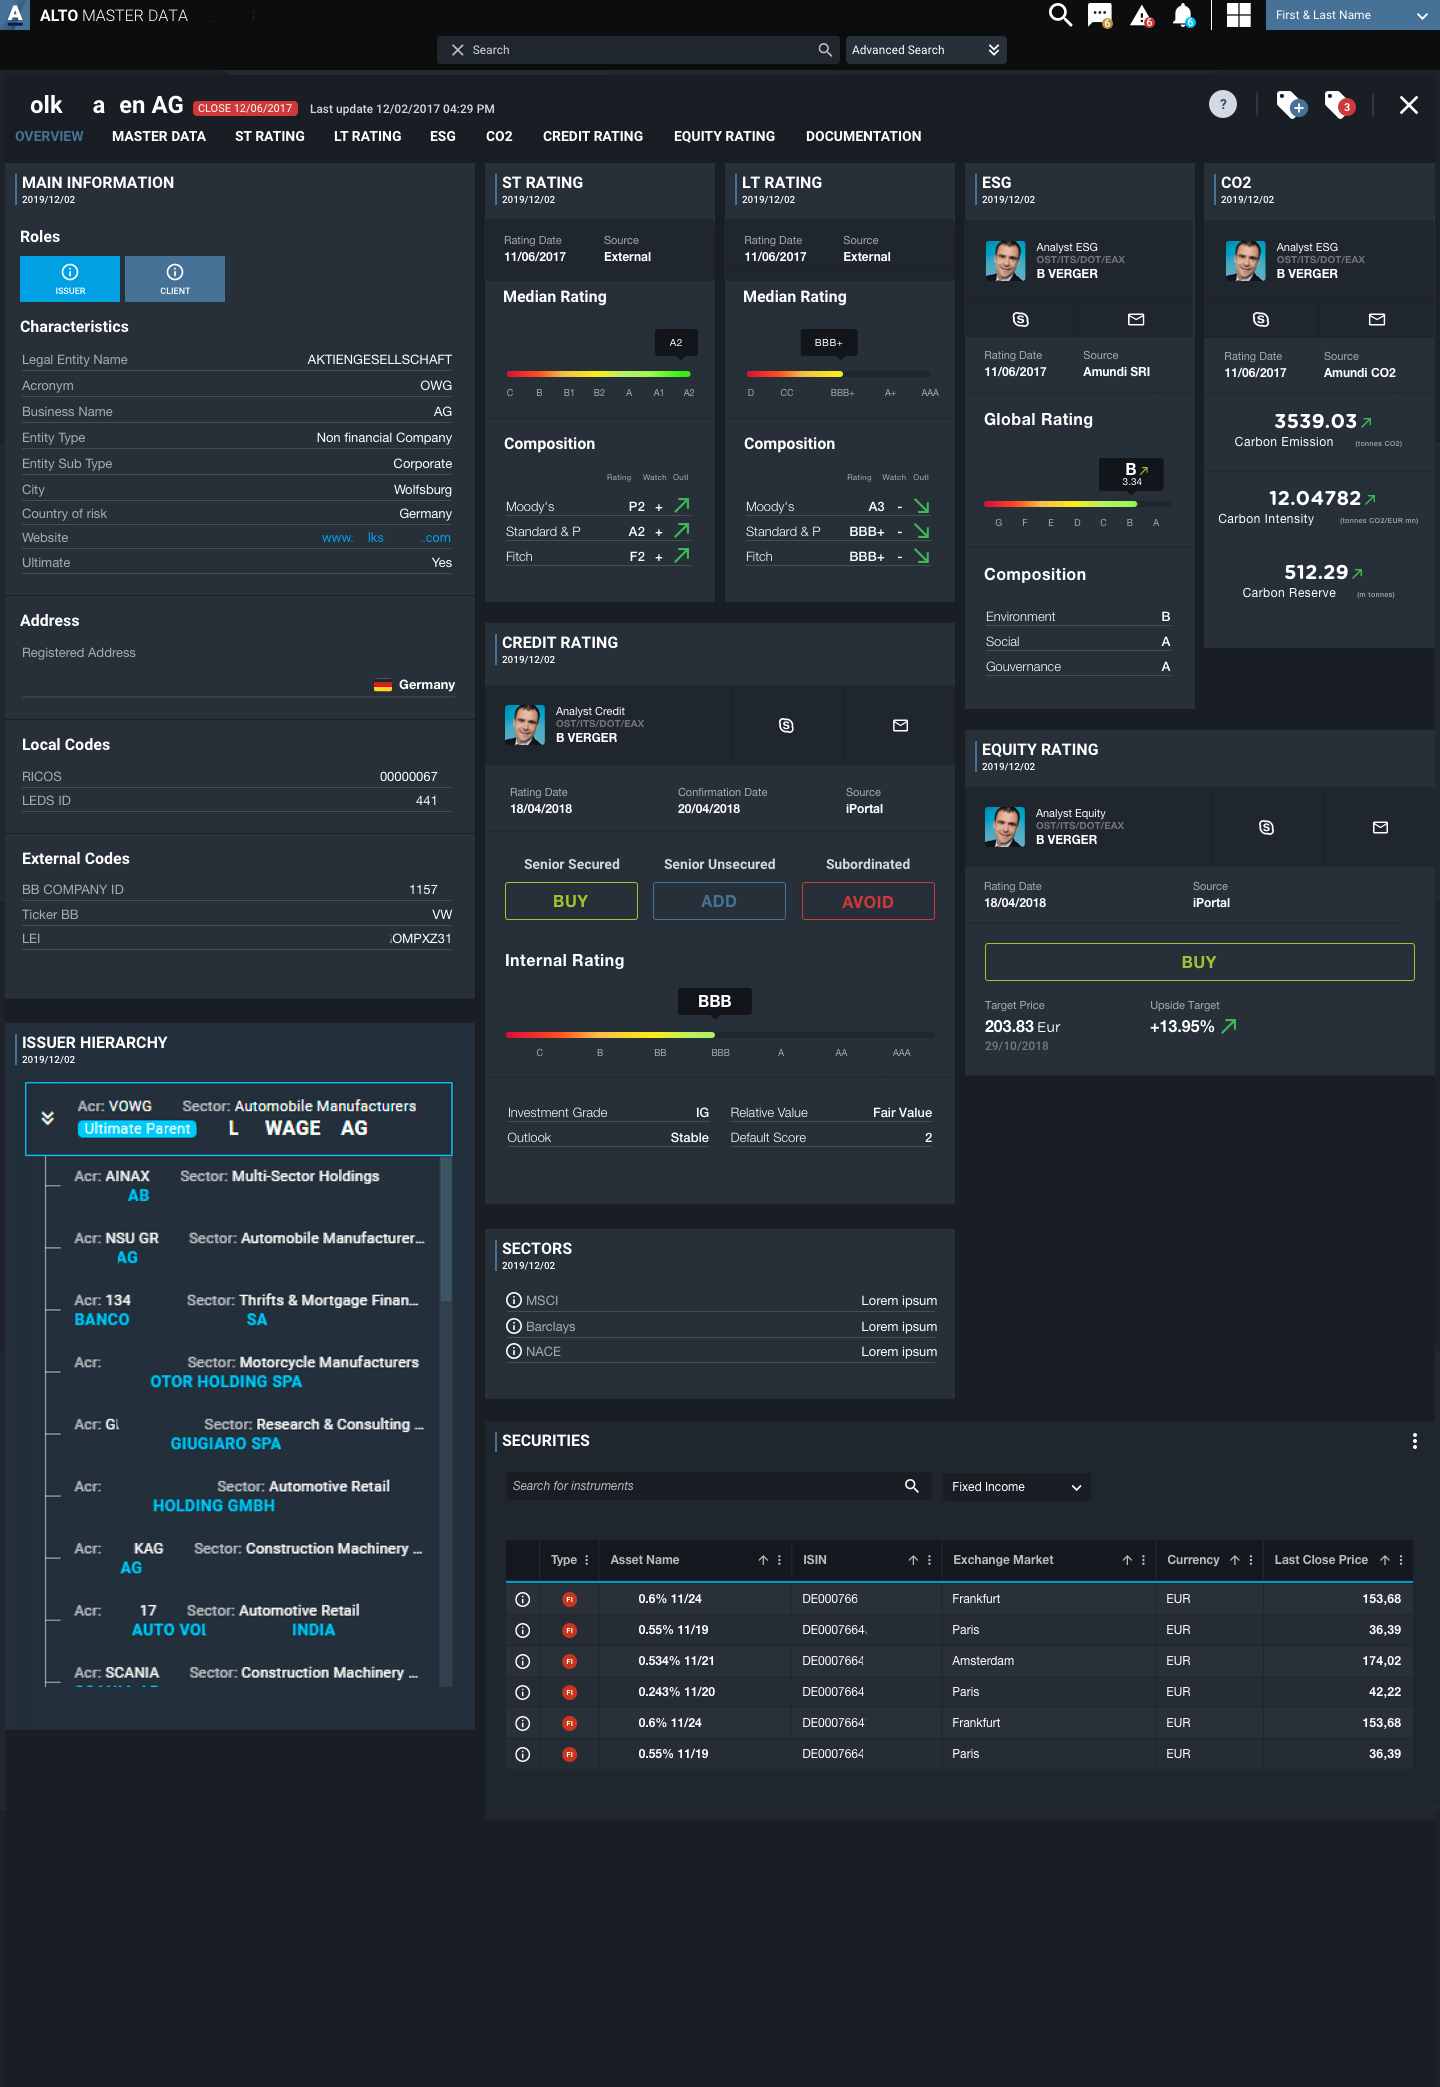 ALTO MASTER DATA
6
6
6
First & Last Name
Search
Advanced Search
olk a en AG
CLOSE 12/06/2017
Last update 12/02/2017 04:29 PM
?
3
OVERVIEW
MASTER DATA
ST RATING
LT RATING
ESG
CO2
CREDIT RATING
EQUITY RATING
DOCUMENTATION
MAIN INFORMATION
2019/12/02
Roles
ISSUER
CLIENT
Characteristics
Legal Entity Name AKTIENGESELLSCHAFT
Acronym OWG
Business Name AG
Entity Type Non financial Company
Entity Sub Type Corporate
City Wolfsburg
Country of risk Germany
Website www. lks .com
Ultimate Yes
Address
Registered Address
Germany
Local Codes
RICOS 00000067
LEDS ID 441
External Codes
BB COMPANY ID 1157
Ticker BB VW
LEI OMPXZ31
ISSUER HIERARCHY
2019/12/02
Acr: VOWG Sector: Automobile Manufacturers
Ultimate Parent L WAGE AG
Acr: AINAX Sector: Multi-Sector Holdings
AB
Acr: NSU GR Sector: Automobile Manufacturer...
AG
Acr: 134 Sector: Thrifts & Mortgage Finan...
BANCO SA
Acr: Sector: Motorcycle Manufacturers
OTOR HOLDING SPA
Acr: GI Sector: Research & Consulting ...
GIUGIARO SPA
Acr: Sector: Automotive Retail
HOLDING GMBH
Acr: KAG Sector: Construction Machinery ...
AG
Acr: 17 Sector: Automotive Retail
AUTO VOL INDIA
Acr: SCANIA Sector: Construction Machinery ...
ST RATING
2019/12/02
Rating Date Source
11/06/2017 External
Median Rating
A2
C B B1 B2 A A1 A2
Composition
Rating Watch Outl
Moody's P2 +
Standard & P A2 +
Fitch F2 +
LT RATING
2019/12/02
Rating Date Source
11/06/2017 External
Median Rating
BBB+
D CC BBB+ A+ AAA
Composition
Rating Watch Outl
Moody's A3 -
Standard & P BBB+ -
Fitch BBB+ -
ESG
2019/12/02
Analyst ESG
OST/ITS/DOT/EAX
B VERGER
Rating Date Source
11/06/2017 Amundi SRI
Global Rating
B
3.34
G F E D C B A
Composition
Environment B
Social A
Gouvernance A
CO2
2019/12/02
Analyst ESG
OST/ITS/DOT/EAX
B VERGER
Rating Date Source
11/06/2017 Amundi CO2
3539.03
Carbon Emission (tonnes CO2)
12.04782
Carbon Intensity (tonnes CO2/EUR mn)
512.29
Carbon Reserve (m tonnes)
CREDIT RATING
2019/12/02
Analyst Credit
OST/ITS/DOT/EAX
B VERGER
Rating Date Confirmation Date Source
18/04/2018 20/04/2018 iPortal
Senior Secured Senior Unsecured Subordinated
BUY ADD AVOID
Internal Rating
BBB
C B BB BBB A AA AAA
Investment Grade IG Relative Value Fair Value
Outlook Stable Default Score 2
EQUITY RATING
2019/12/02
Analyst Equity
OST/ITS/DOT/EAX
B VERGER
Rating Date Source
18/04/2018 iPortal
BUY
Target Price Upside Target
203.83 Eur +13.95%
29/10/2018
SECTORS
2019/12/02
MSCI Lorem ipsum
Barclays Lorem ipsum
NACE Lorem ipsum
SECURITIES
Search for instruments
Fixed Income
Type Asset Name ISIN Exchange Market Currency Last Close Price
FI 0.6% 11/24 DE000766 Frankfurt EUR 153,68
FI 0.55% 11/19 DE0007664 Paris EUR 36,39
FI 0.534% 11/21 DE0007664 Amsterdam EUR 174,02
FI 0.243% 11/20 DE0007664 Paris EUR 42,22
FI 0.6% 11/24 DE0007664 Frankfurt EUR 153,68
FI 0.55% 11/19 DE0007664 Paris EUR 36,39